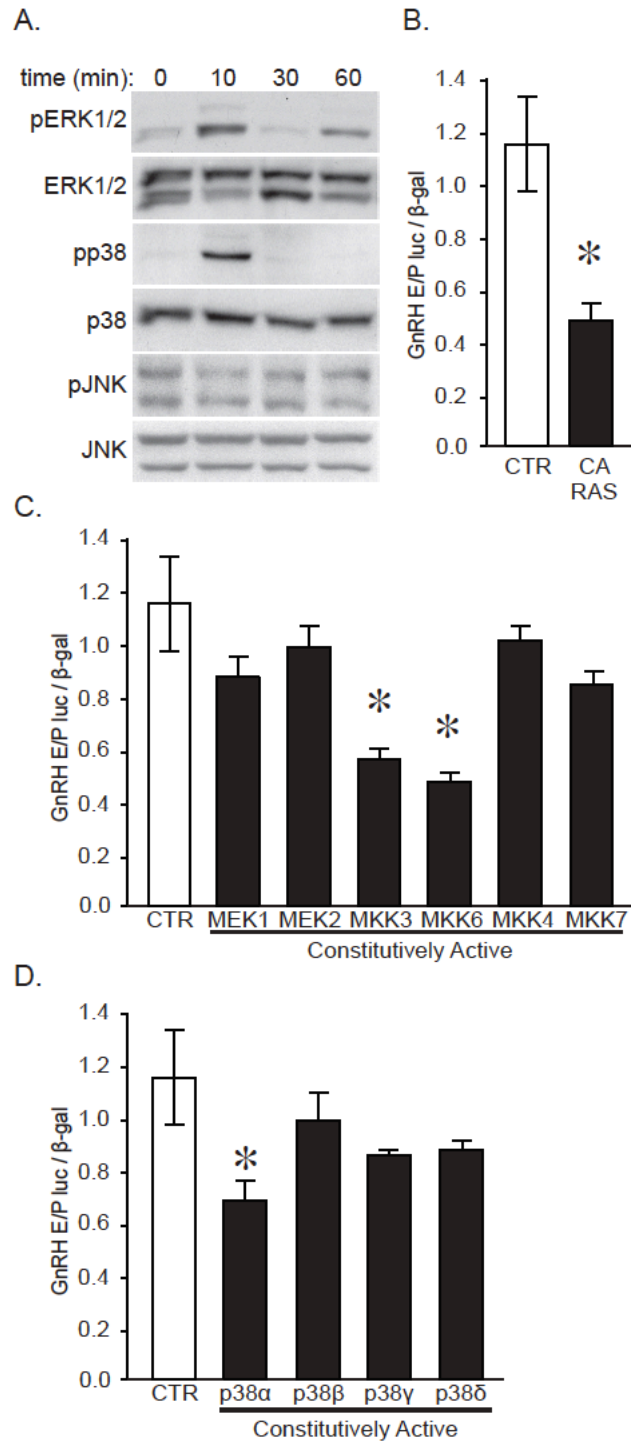 A.
time (min): 0 10 30 60
pERK1/2
ERK1/2
pp38
p38
pJNK
JNK
B.
GnRH E/P luc / β-gal
1.4
1.2
1.0
0.8
0.6
0.4
0.2
0.0
*
CTR CA
RAS
C.
GnRH E/P luc / β-gal
1.4
1.2
1.0
0.8
0.6
0.4
0.2
0.0
* *
CTR MEK1 MEK2 MKK3 MKK6 MKK4 MKK7
Constitutively Active
D.
GnRH E/P luc / β-gal
1.4
1.2
1.0
0.8
0.6
0.4
0.2
0.0
*
CTR p38α p38β p38γ p38δ
Constitutively Active